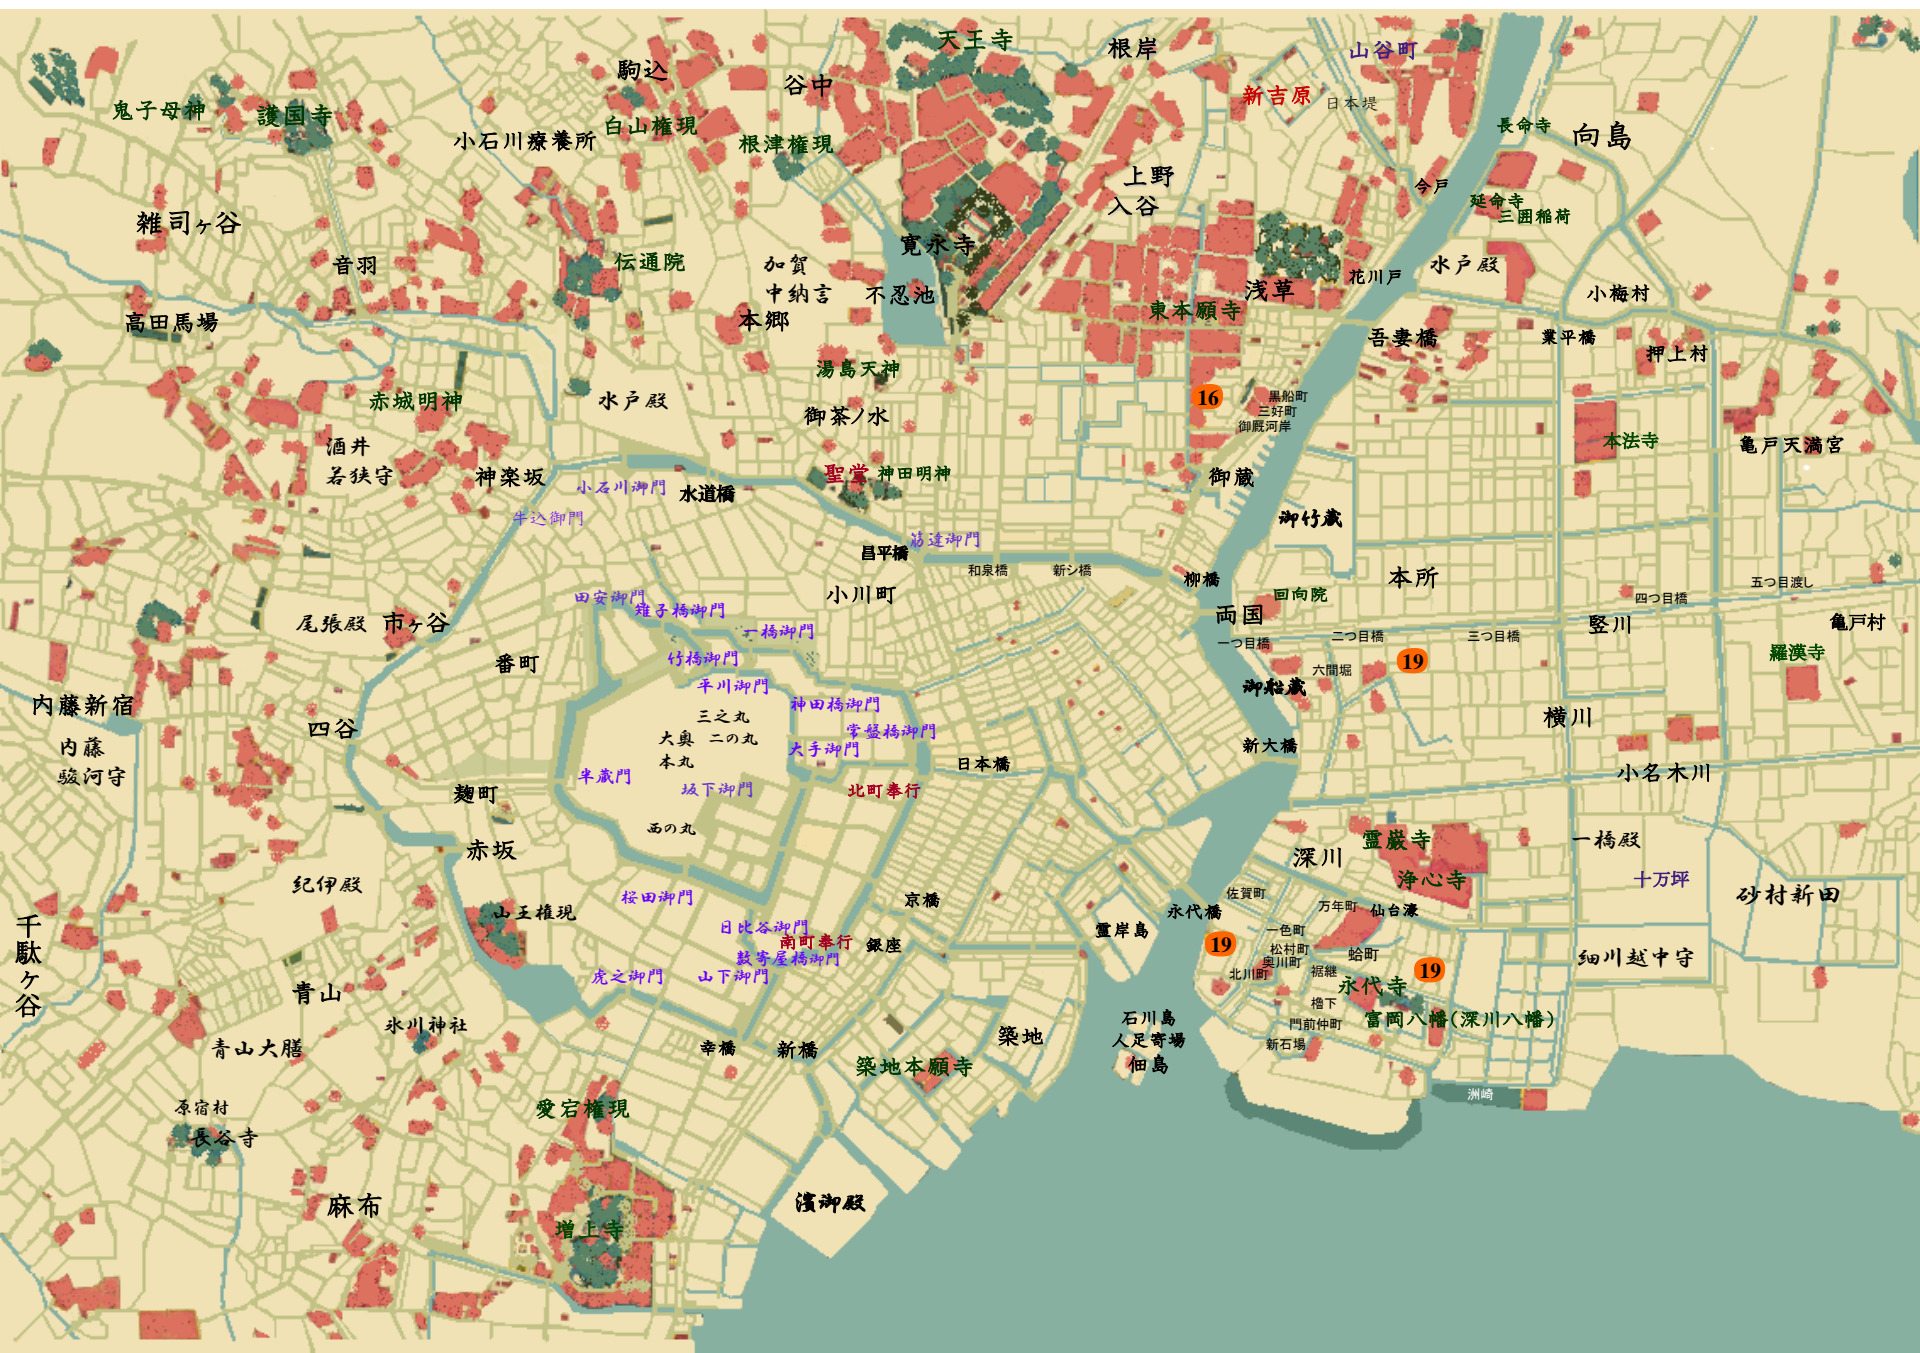 天王寺
根岸
山谷町
駒込
谷中
新吉原
日本堤
鬼子母神
護国寺
白山権現
小石川療養所
根津権現
長命寺
向島
上野
入谷
今戸
延命寺
三囲稲荷
雑司ヶ谷
寛永寺
音羽
伝通院
加賀
中納言
不忍池
浅草
花川戸
水戸殿
小梅村
高田馬場
本郷
東本願寺
吾妻橋
業平橋
押上村
湯島天神
赤城明神
水戸殿
御茶ノ水
16
黒船町
三好町
御厩河岸
本法寺
亀戸天満宮
酒井
若狭守
神楽坂
小石川御門
水道橋
聖堂
神田明神
御蔵
牛込御門
御竹蔵
筋違御門
昌平橋
和泉橋
新シ橋
柳橋
本所
五つ目渡し
田安御門
雉子橋御門
小川町
回向院
四つ目橋
尾張殿
市ヶ谷
一橋御門
両国
一つ目橋
二つ目橋
三つ目橋
竪川
亀戸村
番町
竹橋御門
19
六間堀
羅漢寺
平川御門
御船蔵
内藤新宿
神田橋御門
三之丸
横川
四谷
大奥
二の丸
常盤橋御門
大手御門
新大橋
内藤
駿河守
本丸
日本橋
半蔵門
坂下御門
北町奉行
小名木川
麹町
西の丸
霊巌寺
一橋殿
赤坂
深川
浄心寺
十万坪
紀伊殿
桜田御門
京橋
佐賀町
砂村新田
山王権現
永代橋
万年町
仙台濠
千駄ヶ谷
日比谷御門
南町奉行
銀座
霊岸島
19
一色町
松村町
奥川町
蛤町
数寄屋橋御門
細川越中守
虎之御門
山下御門
北川町
裾継
19
青山
永代寺
櫓下
氷川神社
石川島
人足寄場
佃島
門前仲町
富岡八幡(深川八幡)
青山大膳
幸橋
新橋
築地
新石場
築地本願寺
洲崎
原宿村
長谷寺
愛宕権現
麻布
濱御殿
増上寺